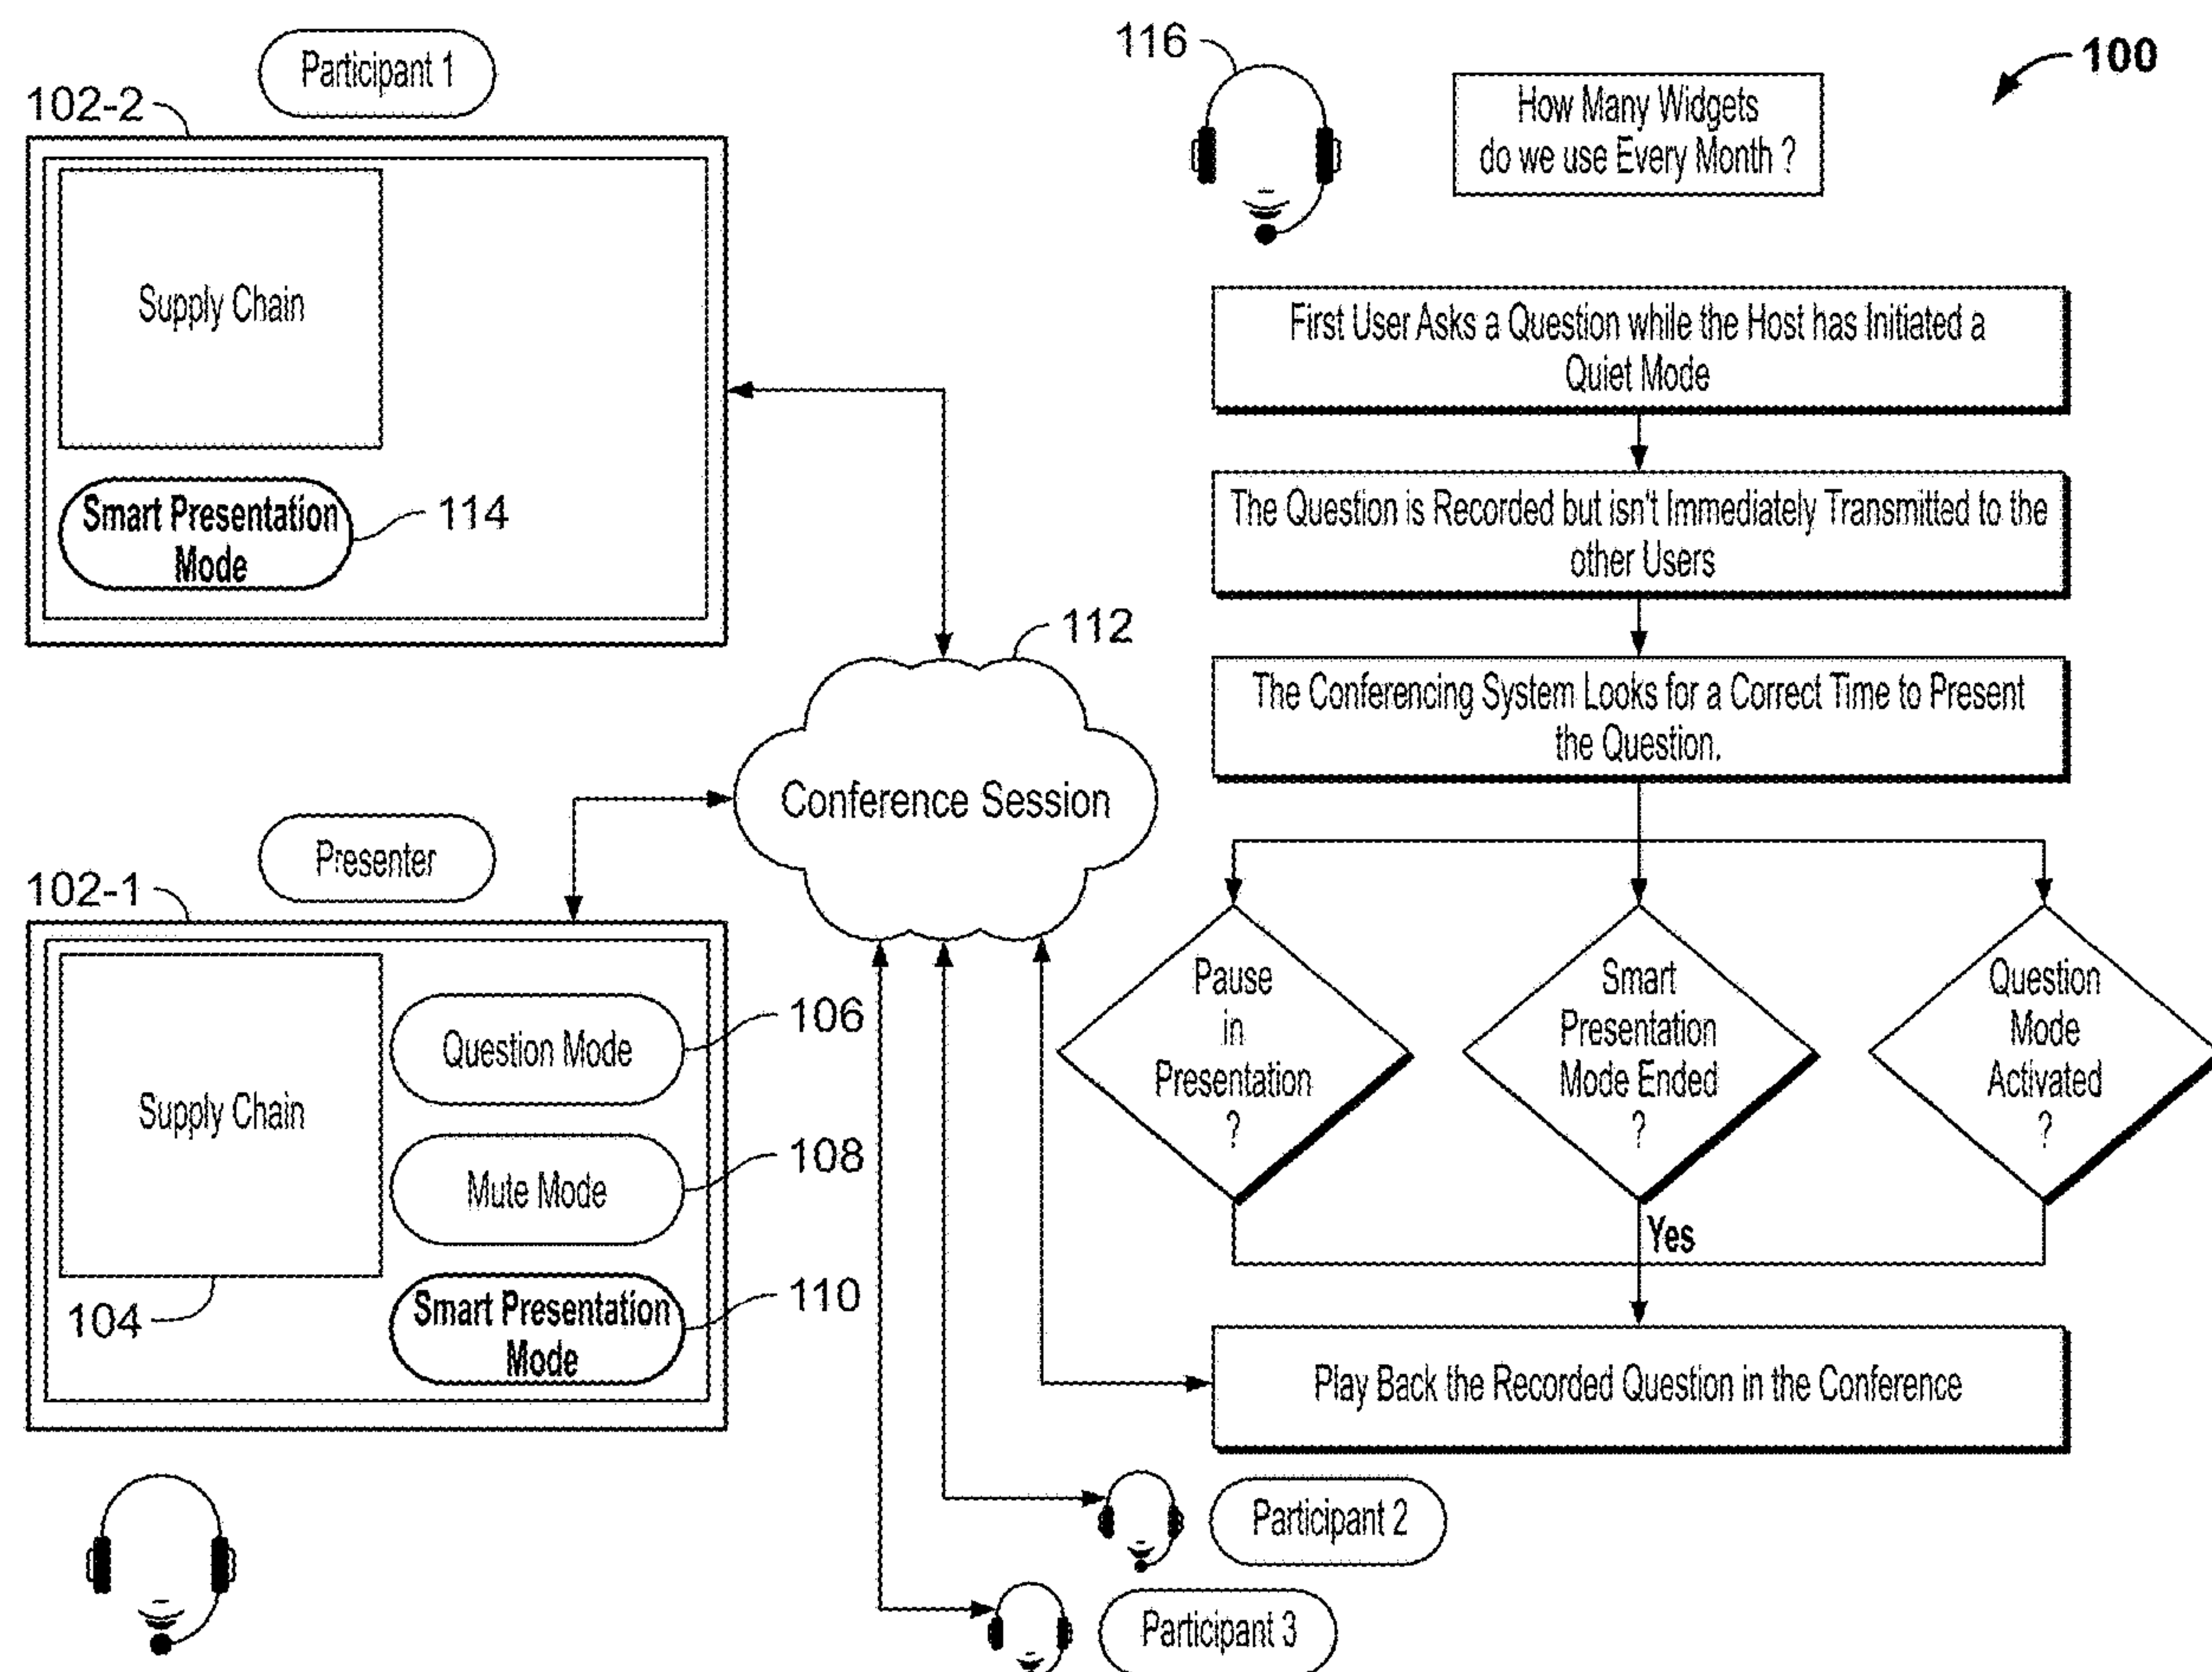 Participant 1
102-2
Supply Chain
Smart Presentation
Mode
114
116
How Many Widgets
do we use Every Month ?
100
First User Asks a Question while the Host has Initiated a
Quiet Mode
The Question is Recorded but isn't Immediately Transmitted to the
other Users
The Conferencing System Looks for a Correct Time to Present
the Question.
112
Conference Session
Presenter
102-1
Supply Chain
104
Question Mode
106
Mute Mode
108
Smart Presentation
Mode
110
Pause
in
Presentation
?
Smart
Presentation
Mode Ended
?
Question
Mode
Activated
?
Yes
Play Back the Recorded Question in the Conference
Participant 2
Participant 3